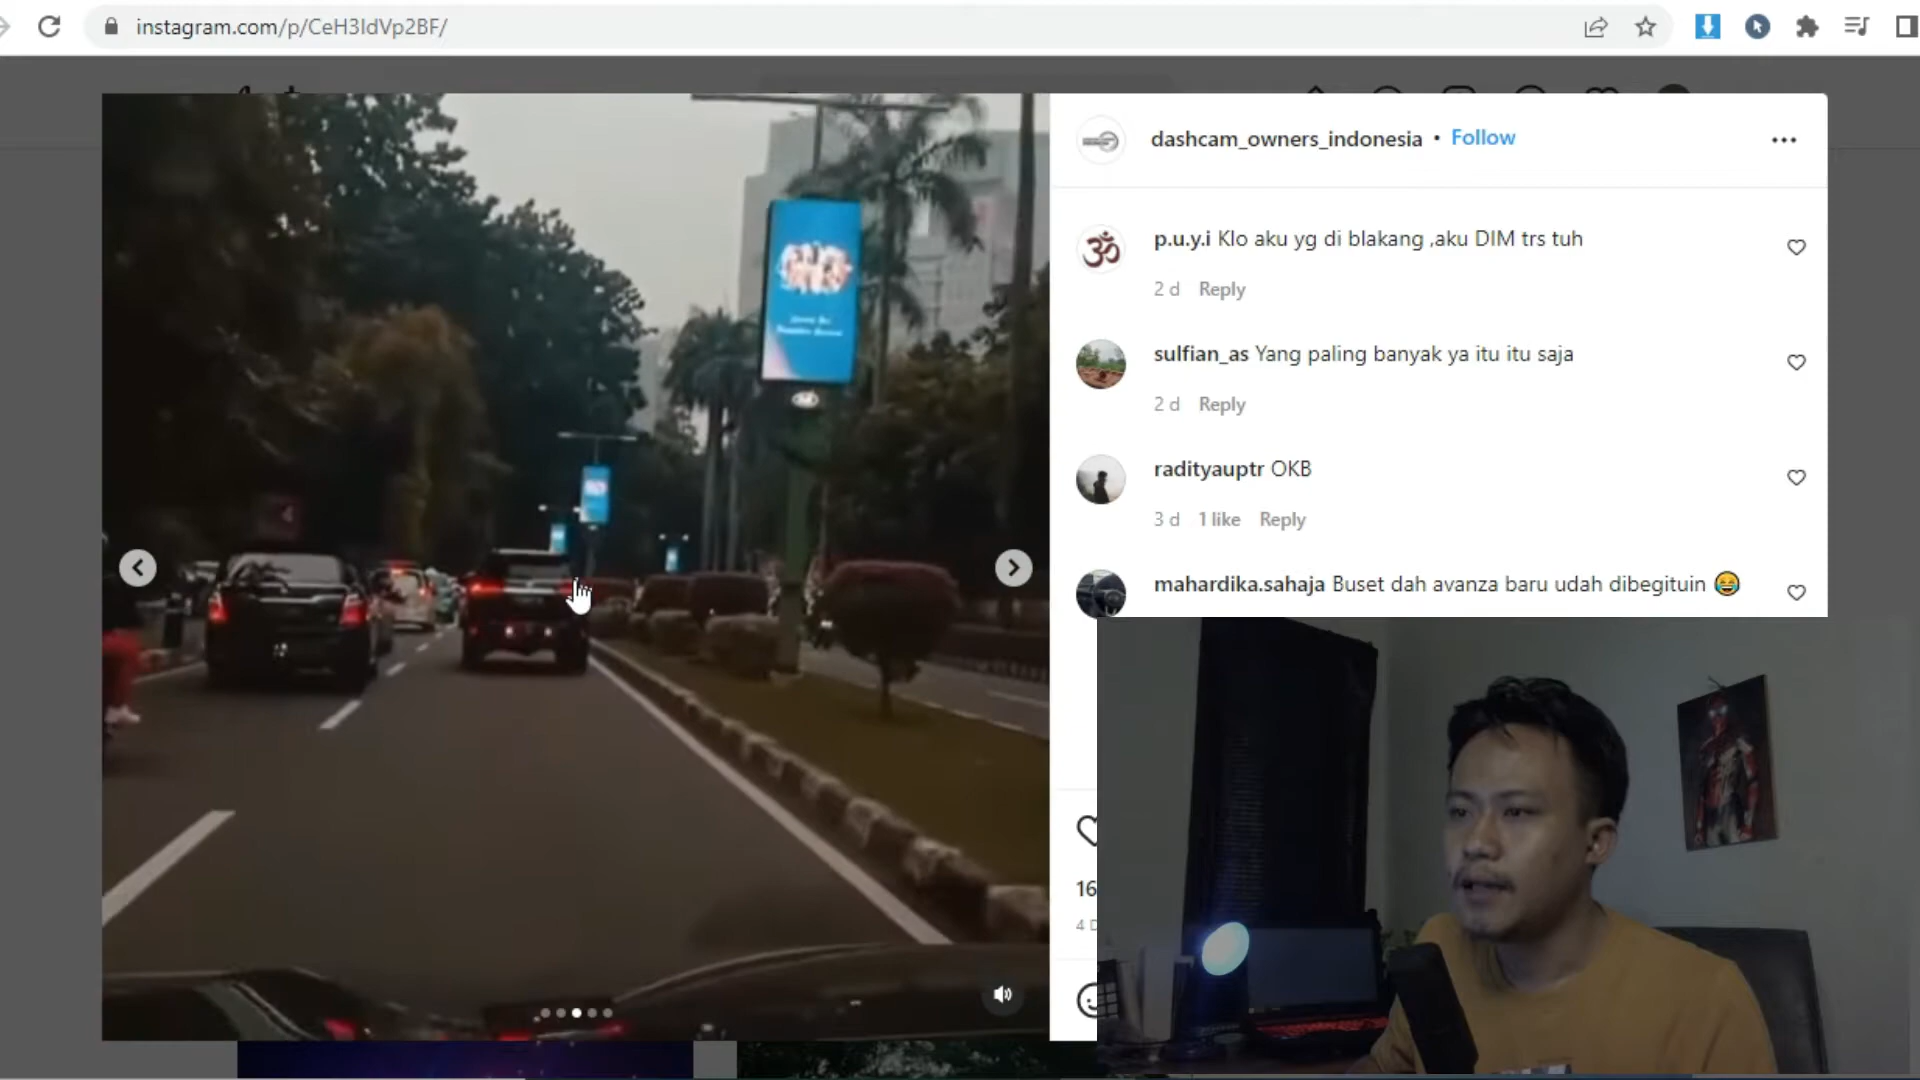 instagram.com/p/CeH3IdVp2BF/
dashcam_owners_indonesia • Follow
p.u.y.i Klo aku yg di blakang ,aku DIM trs tuh
2 d Reply
sulfian_as Yang paling banyak ya itu itu saja
2 d Reply
radityauptr OKB
3 d 1 like Reply
mahardika.sahaja Buset dah avanza baru udah dibegituin 😂
16
4 D